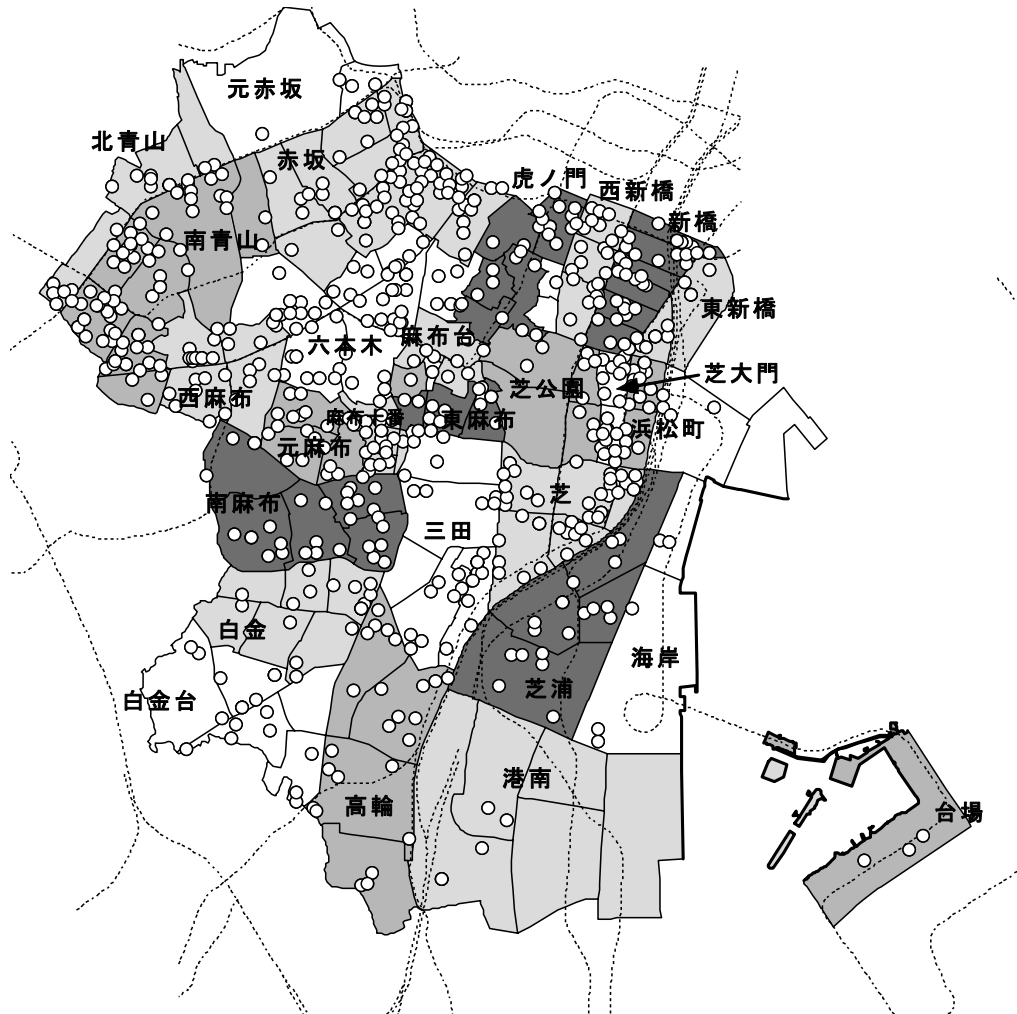 元赤坂
北青山
赤坂
虎ノ門
西新橋
新橋
南青山
東新橋
麻布台
六本木
芝大門
芝公園
西麻布
麻布十番
東麻布
浜松町
元麻布
芝
南麻布
三田
白金
海岸
芝浦
白金台
港南
高輪
台場